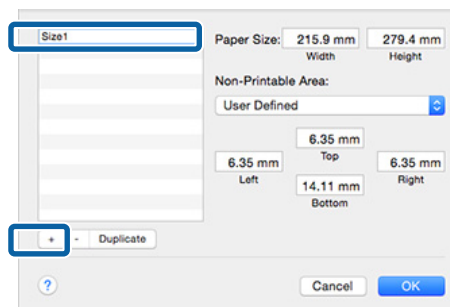 Size1
Paper Size: 215.9 mm 279.4 mm
Width Height
Non-Printable Area:
User Defined
6.35 mm
Top
6.35 mm 6.35 mm
Left Right
14.11 mm
Bottom
+ - Duplicate
? Cancel OK